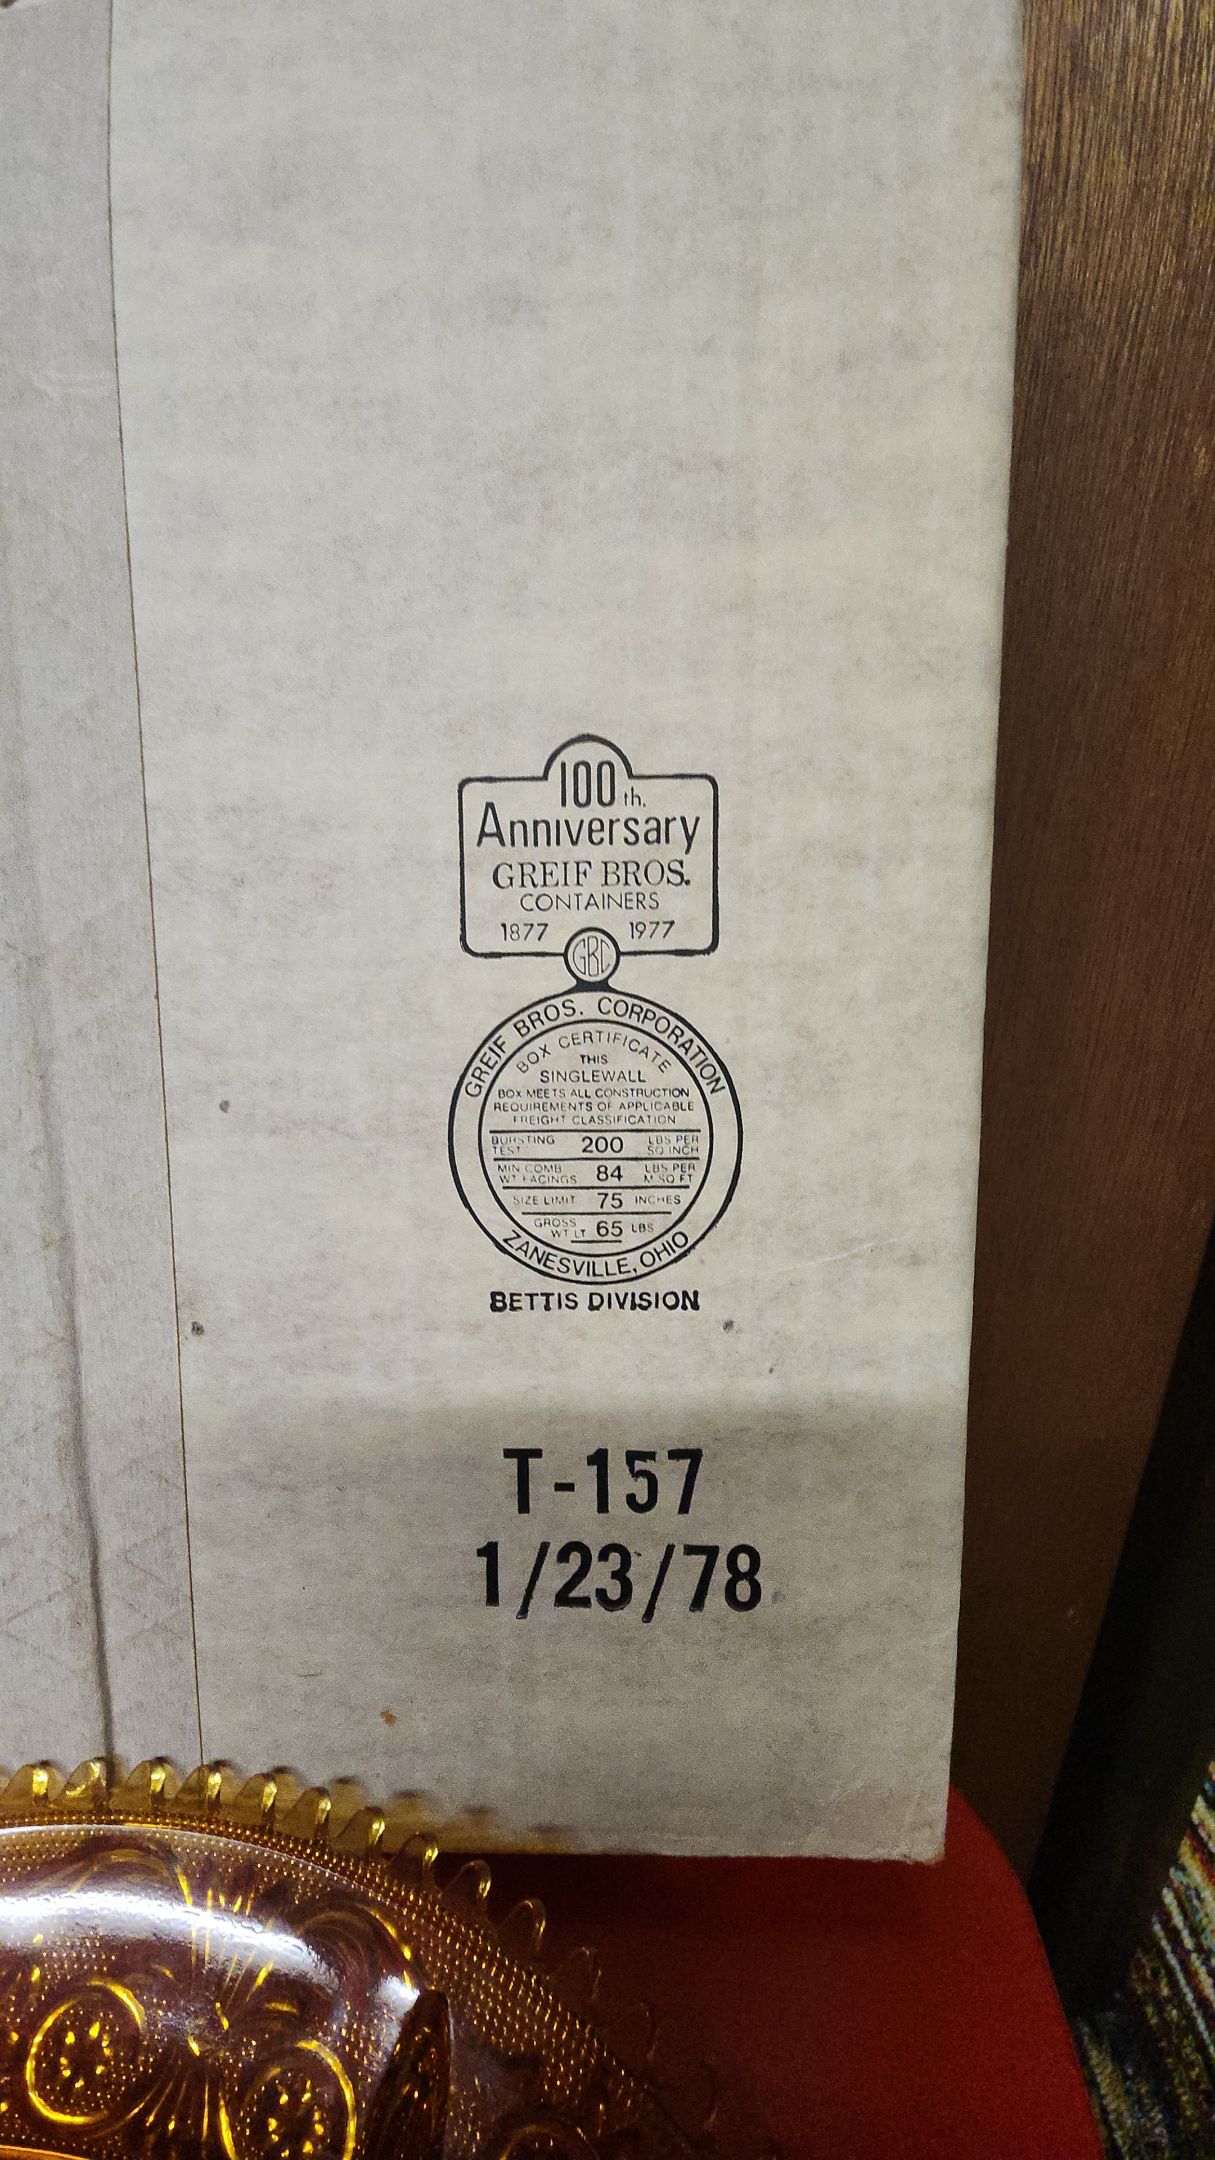 100th.
Anniversary
GREIF BROS.
CONTAINERS
1877 1977
GBC
GREIF BROS. CORPORATION
BOX CERTIFICATE
THIS
SINGLEWALL
BOX MEETS ALL CONSTRUCTION
REQUIREMENTS OF APPLICABLE
FREIGHT CLASSIFICATION
BURSTING TEST 200 LBS PER SQ INCH
MIN COMB WT FACINGS 84 LBS PER M SQ FT
SIZE LIMIT 75 INCHES
GROSS WT LT 65 LBS
ZANESVILLE, OHIO
BETTIS DIVISION
T-157
1/23/78